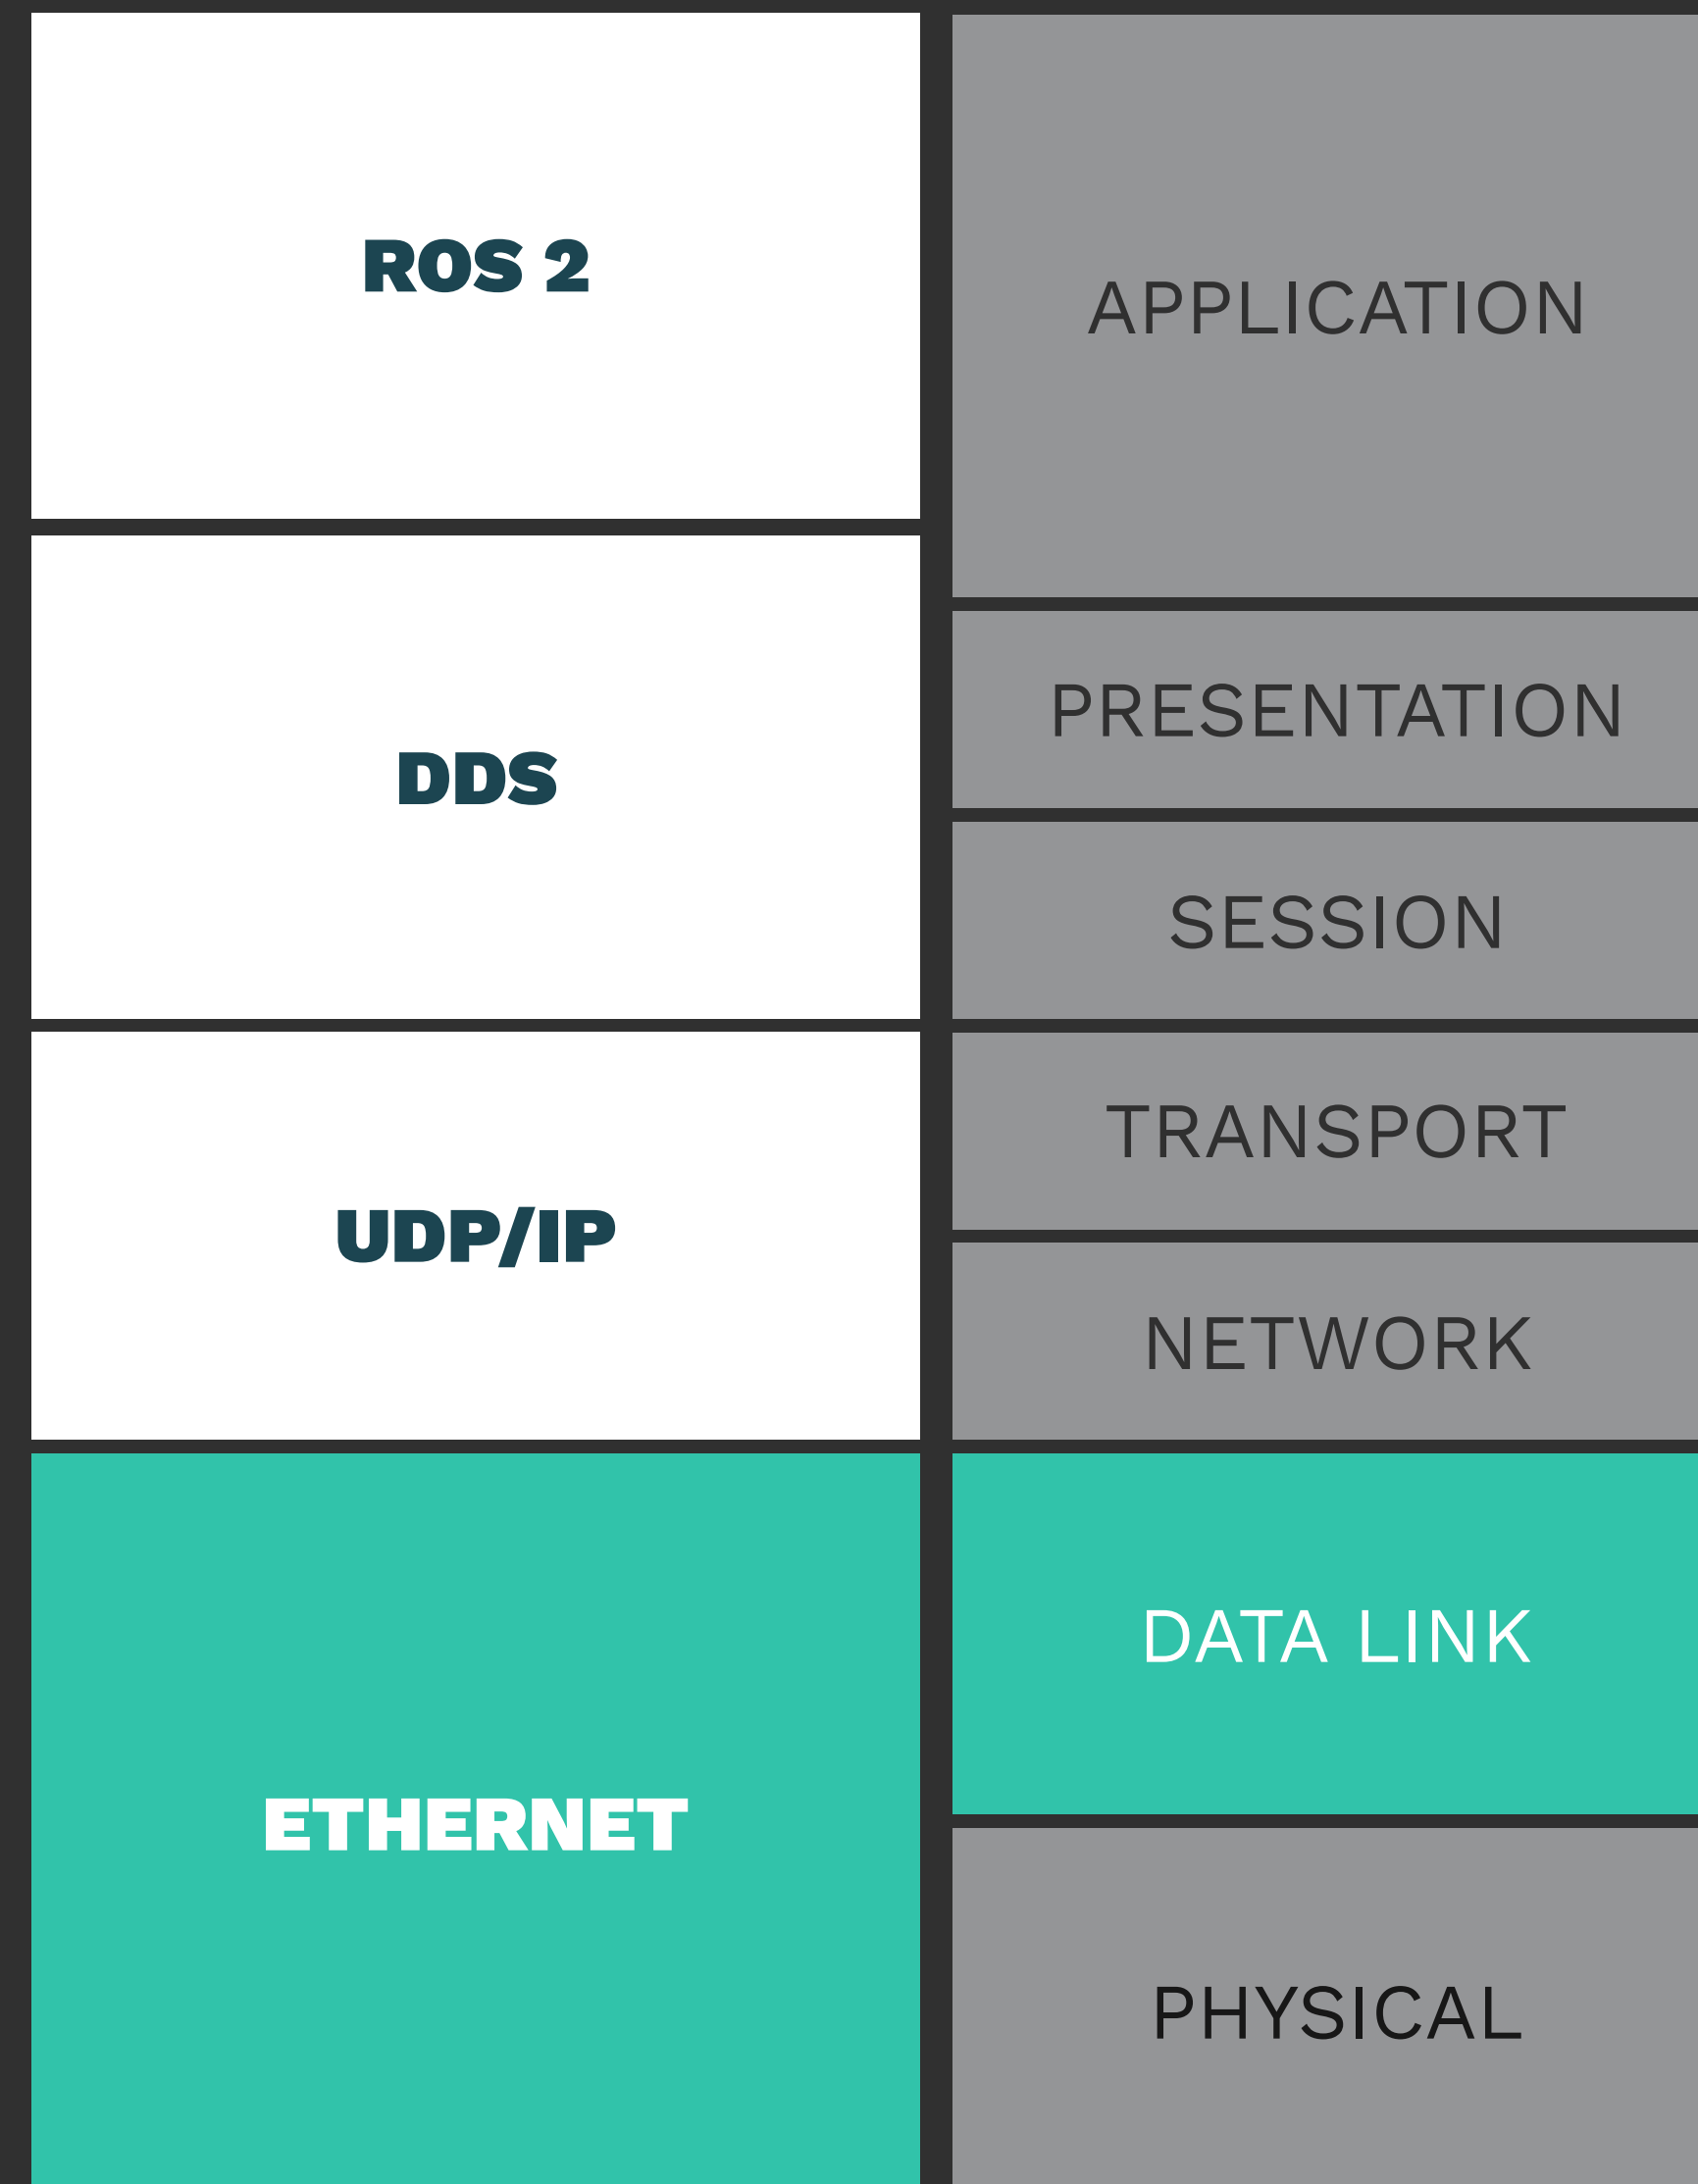 ROS 2
DDS
UDP/IP
ETHERNET
APPLICATION
PRESENTATION
SESSION
TRANSPORT
NETWORK
DATA LINK
PHYSICAL